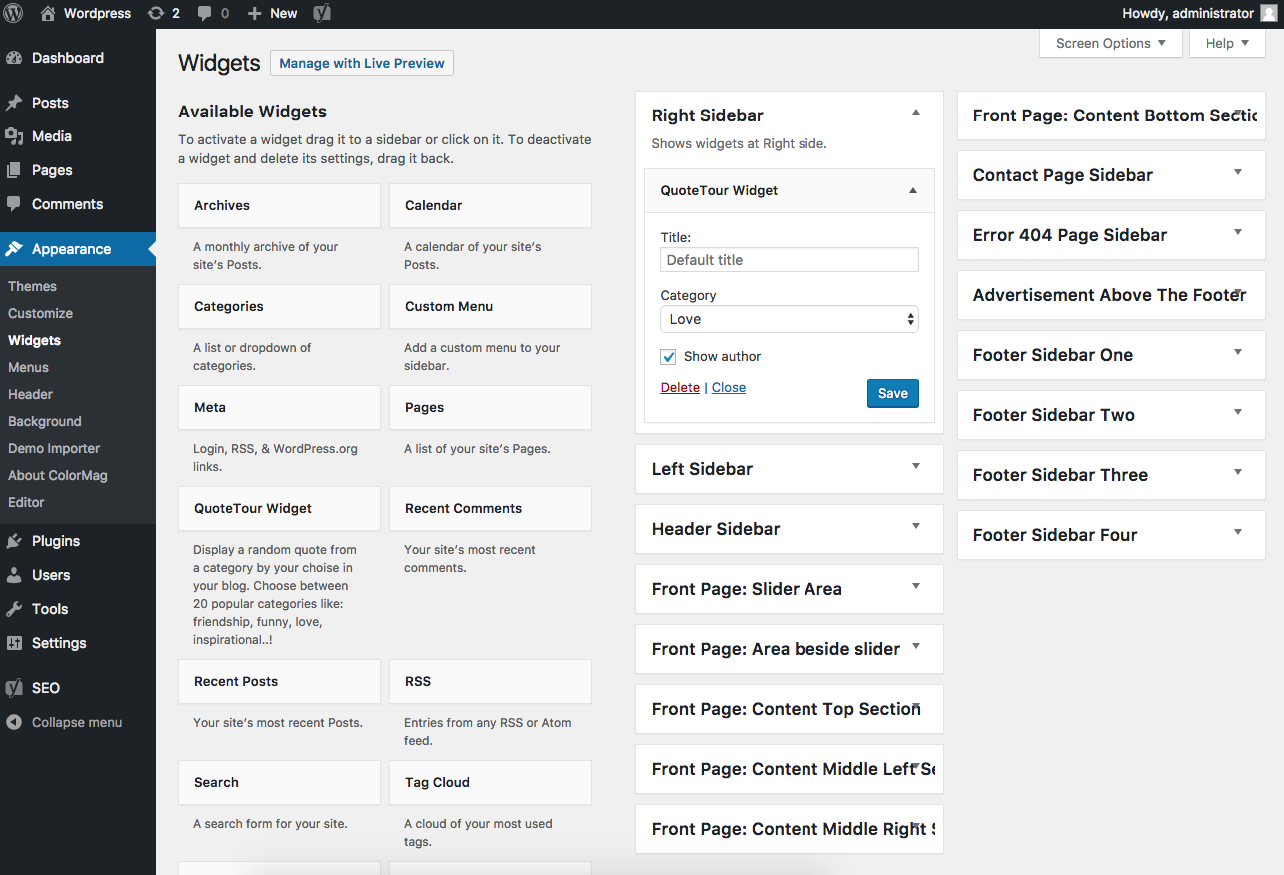 Wordpress
2
0
New
Howdy, administrator
Dashboard
Posts
Media
Pages
Comments
Appearance
Themes
Customize
Widgets
Menus
Header
Background
Demo Importer
About ColorMag
Editor
Plugins
Users
Tools
Settings
SEO
Collapse menu
Screen Options
Help
Widgets
Manage with Live Preview
Available Widgets
To activate a widget drag it to a sidebar or click on it. To deactivate
a widget and delete its settings, drag it back.
Archives
A monthly archive of your
site's Posts.
Calendar
A calendar of your site's
Posts.
Categories
A list or dropdown of
categories.
Custom Menu
Add a custom menu to your
sidebar.
Meta
Login, RSS, & WordPress.org
links.
Pages
A list of your site's Pages.
QuoteTour Widget
Display a random quote from
a category by your choise in
your blog. Choose between
20 popular categories like:
friendship, funny, love,
inspirational..!
Recent Comments
Your site's most recent
comments.
Recent Posts
Your site's most recent Posts.
RSS
Entries from any RSS or Atom
feed.
Search
A search form for your site.
Tag Cloud
A cloud of your most used
tags.
Right Sidebar
Shows widgets at Right side.
QuoteTour Widget
Title:
Default title
Category
Love
Show author
Delete | Close
Save
Left Sidebar
Header Sidebar
Front Page: Slider Area
Front Page: Area beside slider
Front Page: Content Top Section
Front Page: Content Middle Left Se
Front Page: Content Middle Right S
Front Page: Content Bottom Sectio
Contact Page Sidebar
Error 404 Page Sidebar
Advertisement Above The Footer
Footer Sidebar One
Footer Sidebar Two
Footer Sidebar Three
Footer Sidebar Four